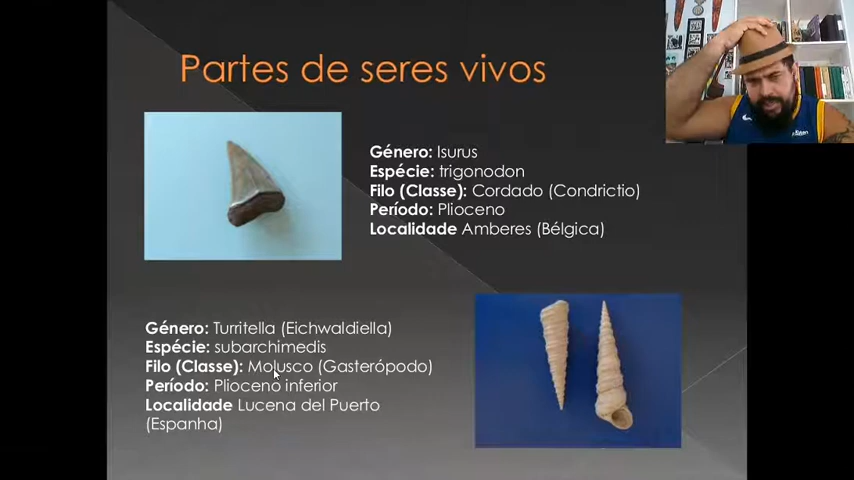 Partes de seres vivos
Género: Isurus
Espécie: trigonodon
Filo (Classe): Cordado (Condrictio)
Período: Plioceno
Localidade Amberes (Bélgica)
Género: Turritella (Eichwaldiella)
Espécie: subarchimedis
Filo (Classe): Molusco (Gasterópodo)
Período: Plioceno inferior
Localidade Lucena del Puerto
(Espanha)